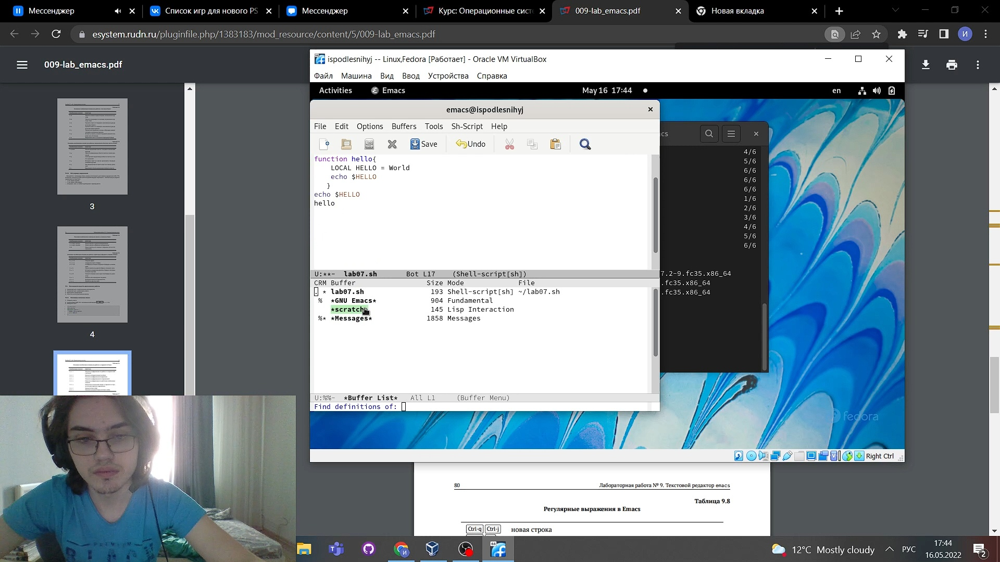 Мессенджер
Список игр для нового PS
Мессенджер
Курс: Операционные систе
009-lab_emacs.pdf
Новая вкладка
esystem.rudn.ru/pluginfile.php/1383183/mod_resource/content/5/009-lab_emacs.pdf
И
009-lab_emacs.pdf
3
4
ispodlesnihyj -- Linux,Fedora [Работает] - Oracle VM VirtualBox
Файл Машина Вид Ввод Устройства Справка
Activities Emacs May 16 17:44 en
emacs@ispodlesnihyj
File Edit Options Buffers Tools Sh-Script Help
Save Undo
function hello{
LOCAL HELLO = World
echo $HELLO
}
echo $HELLO
hello
U:**- lab07.sh Bot L17 (Shell-script[sh])
CRM Buffer Size Mode File
. * lab07.sh 193 Shell-script[sh] ~/lab07.sh
% *GNU Emacs* 904 Fundamental
*scratch 145 Lisp Interaction
%* *Messages* 1858 Messages
U:%%- *Buffer List* All L1 (Buffer Menu)
Find definitions of:
cs
4/6
5/6
6/6
6/6
6/6
1/6
2/6
3/6
4/6
5/6
6/6
7.2-9.fc35.x86_64
.fc35.x86_64
.fc35.x86_64
fedora
Right Ctrl
80 Лабораторная работа № 9. Текстовой редактор emacs
Таблица 9.8
Регулярные выражения в Emacs
Ctrl-q Ctrl-j новая строка
12°C Mostly cloudy
РУС
17:44
16.05.2022
2